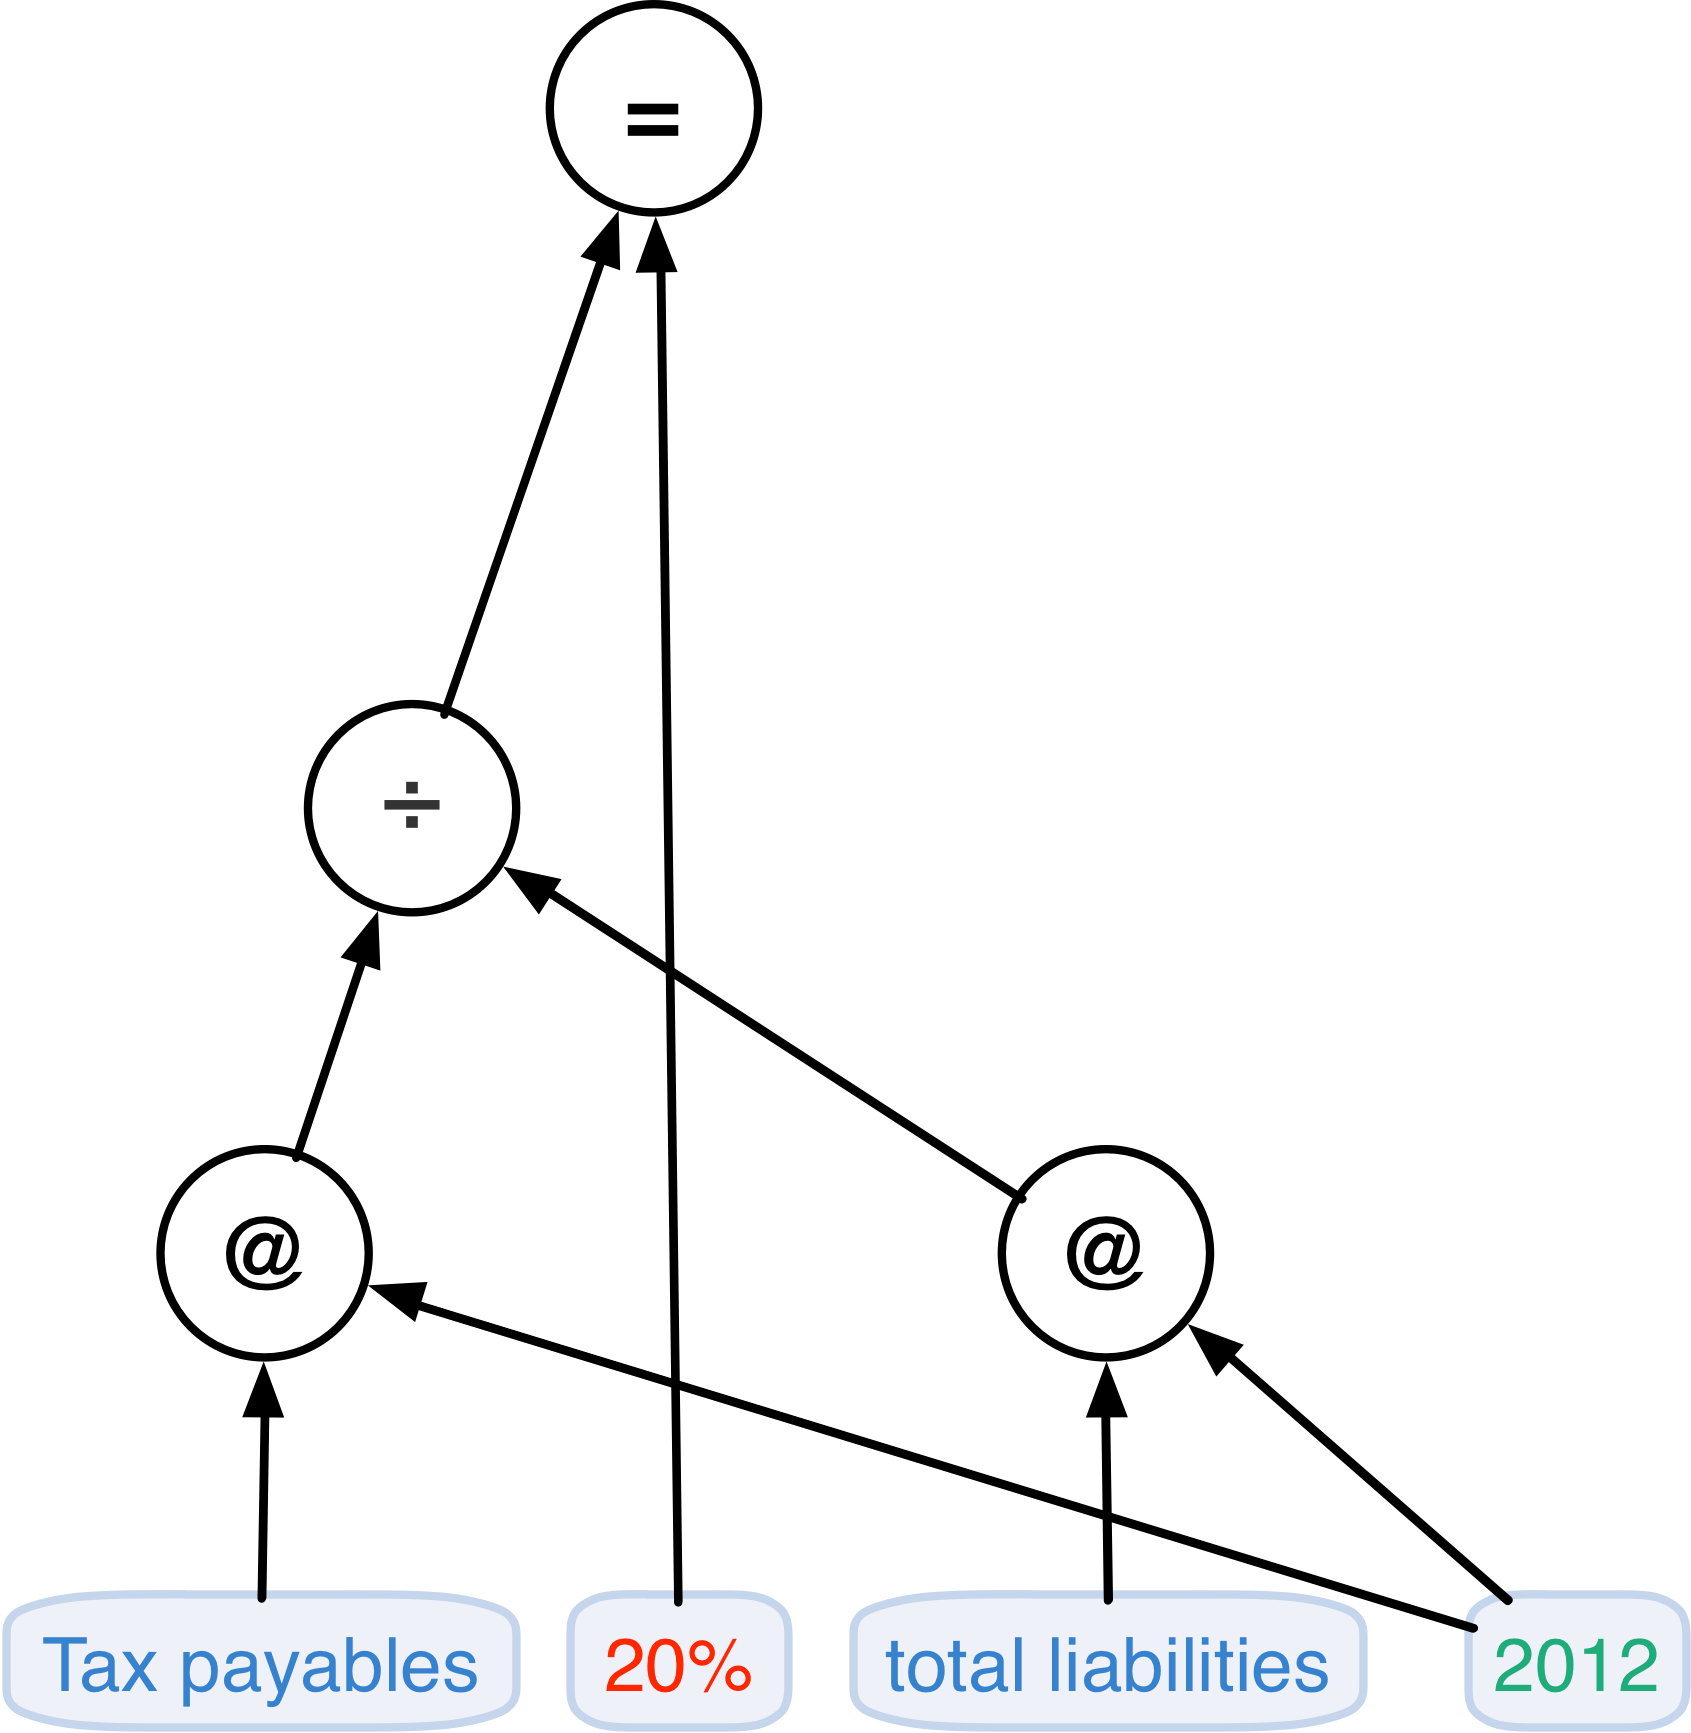 =
÷
@ @
Tax payables 20% total liabilities 2012